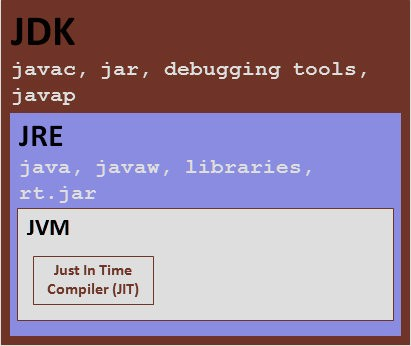 JDK
javac, jar, debugging tools,
javap
JRE
java, javaw, libraries,
rt.jar
JVM
Just In Time
Compiler (JIT)